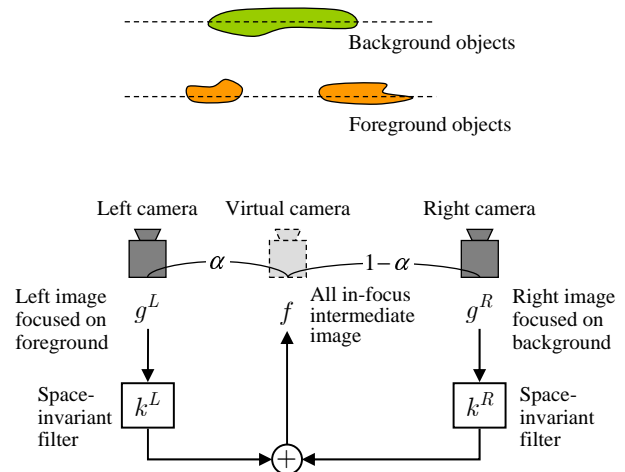 Background objects
Foreground objects
Left camera
Virtual camera
Right camera
α
1−α
Left image
focused on
foreground
g^L
f
All in-focus
intermediate
image
g^R
Right image
focused on
background
Space-
invariant
filter
k^L
+
k^R
Space-
invariant
filter